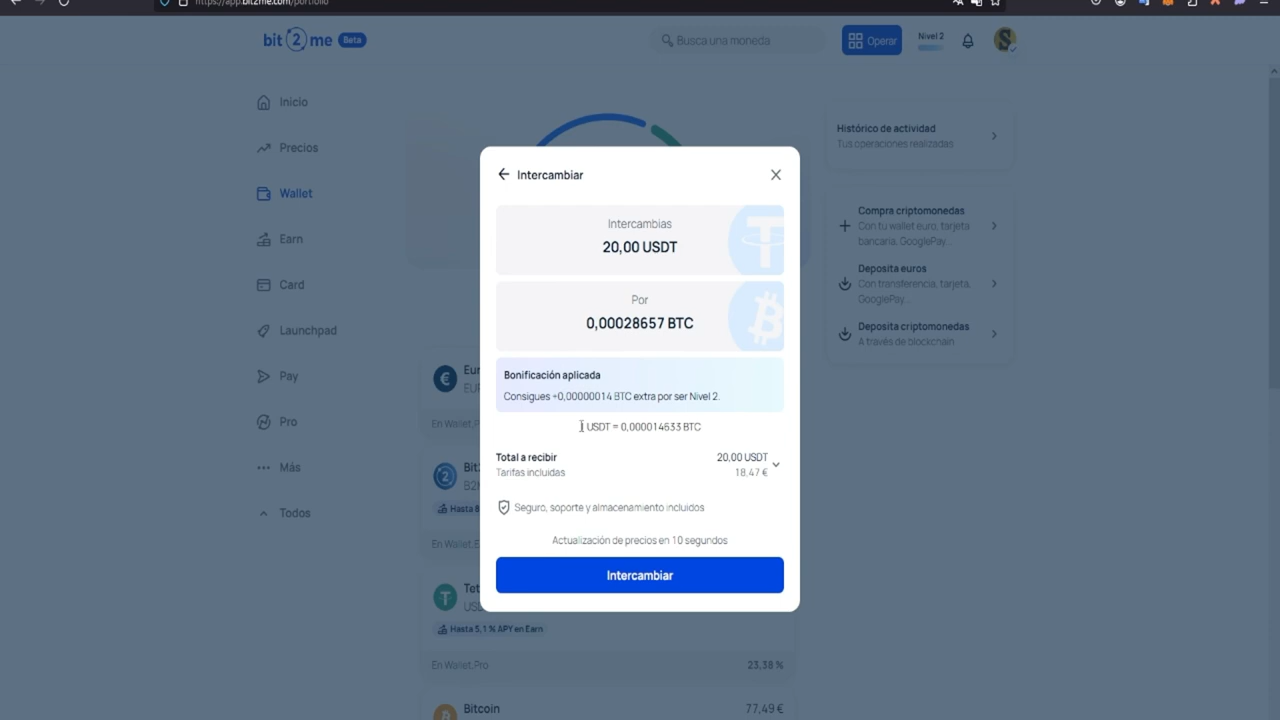 https://app.bit2me.com/portfolio
bit 2 me Beta
Busca una moneda
Operar
Nivel 2
Inicio
Precios
Wallet
Earn
Card
Launchpad
Pay
Pro
Más
Todos
Histórico de actividad
Tus operaciones realizadas
Compra criptomonedas
Con tu wallet euro, tarjeta
bancaria, GooglePay...
Deposita euros
Con transferencia, tarjeta,
GooglePay...
Deposita criptomonedas
A través de blockchain
Intercambiar
Intercambias
20,00 USDT
Por
0,00028657 BTC
Bonificación aplicada
Consigues +0,00000014 BTC extra por ser Nivel 2.
USDT = 0,000014633 BTC
Total a recibir 20,00 USDT
Tarifas incluidas 18,47 €
Seguro, soporte y almacenamiento incluidos
Actualización de precios en 10 segundos
Intercambiar
Hasta 5,1 % APY en Earn
En Wallet,Pro 23,38 %
Bitcoin 77,49 €